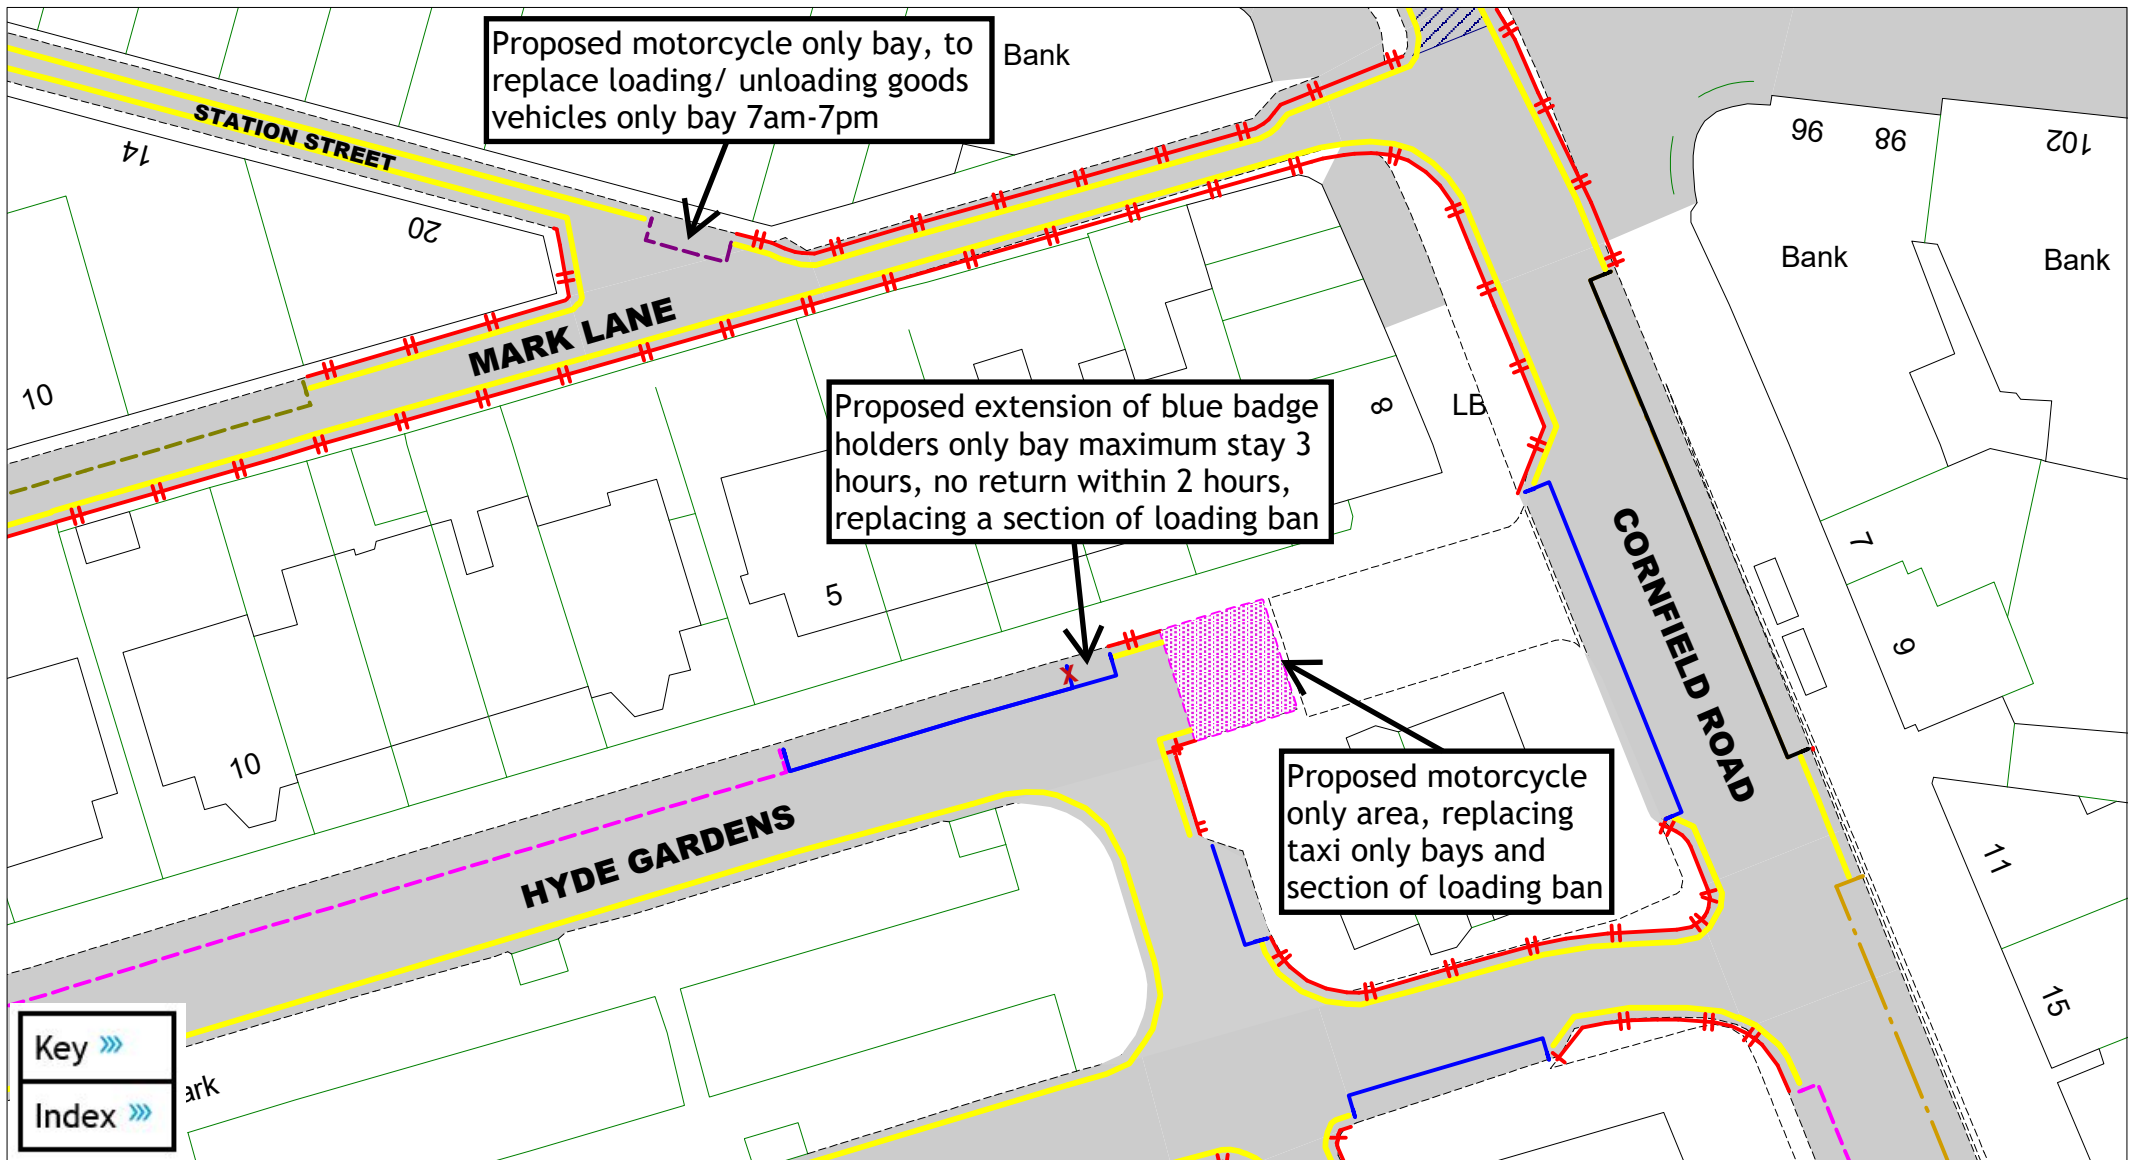 Proposed motorcycle only bay, to
replace loading/ unloading goods
vehicles only bay 7am-7pm
Bank
STATION STREET
14
20
96
98
102
Bank
Bank
MARK LANE
10
Proposed extension of blue badge
holders only bay maximum stay 3
hours, no return within 2 hours,
replacing a section of loading ban
8
LB
CORNFIELD ROAD
7
9
5
X
10
HYDE GARDENS
Proposed motorcycle
only area, replacing
taxi only bays and
section of loading ban
11
15
Key »»
Index »»
ark